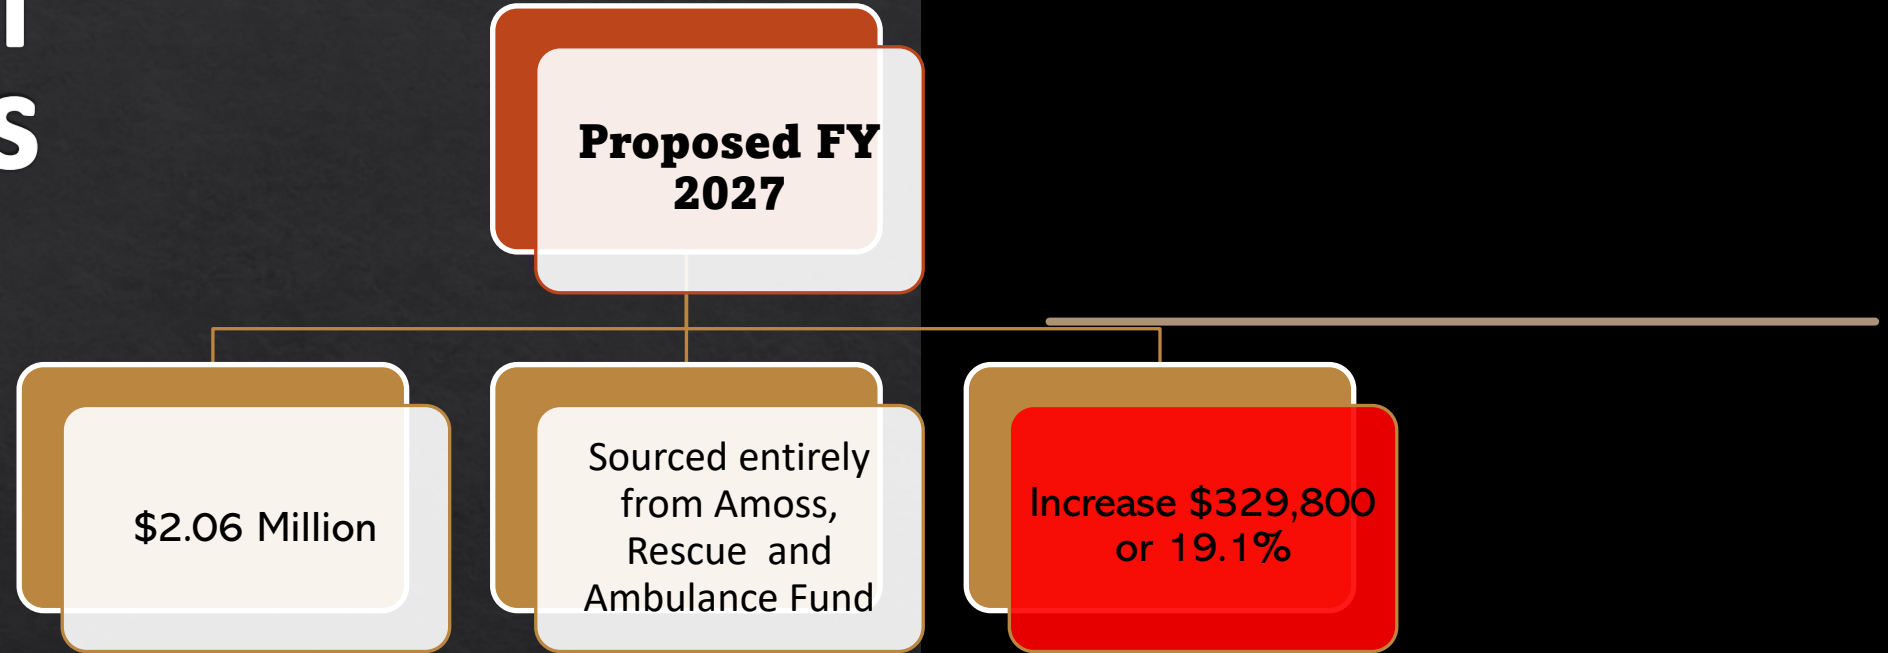 s
Proposed FY
2027
$2.06 Million
Sourced entirely
from Amoss,
Rescue  and
Ambulance Fund
Increase $329,800
or 19.1%